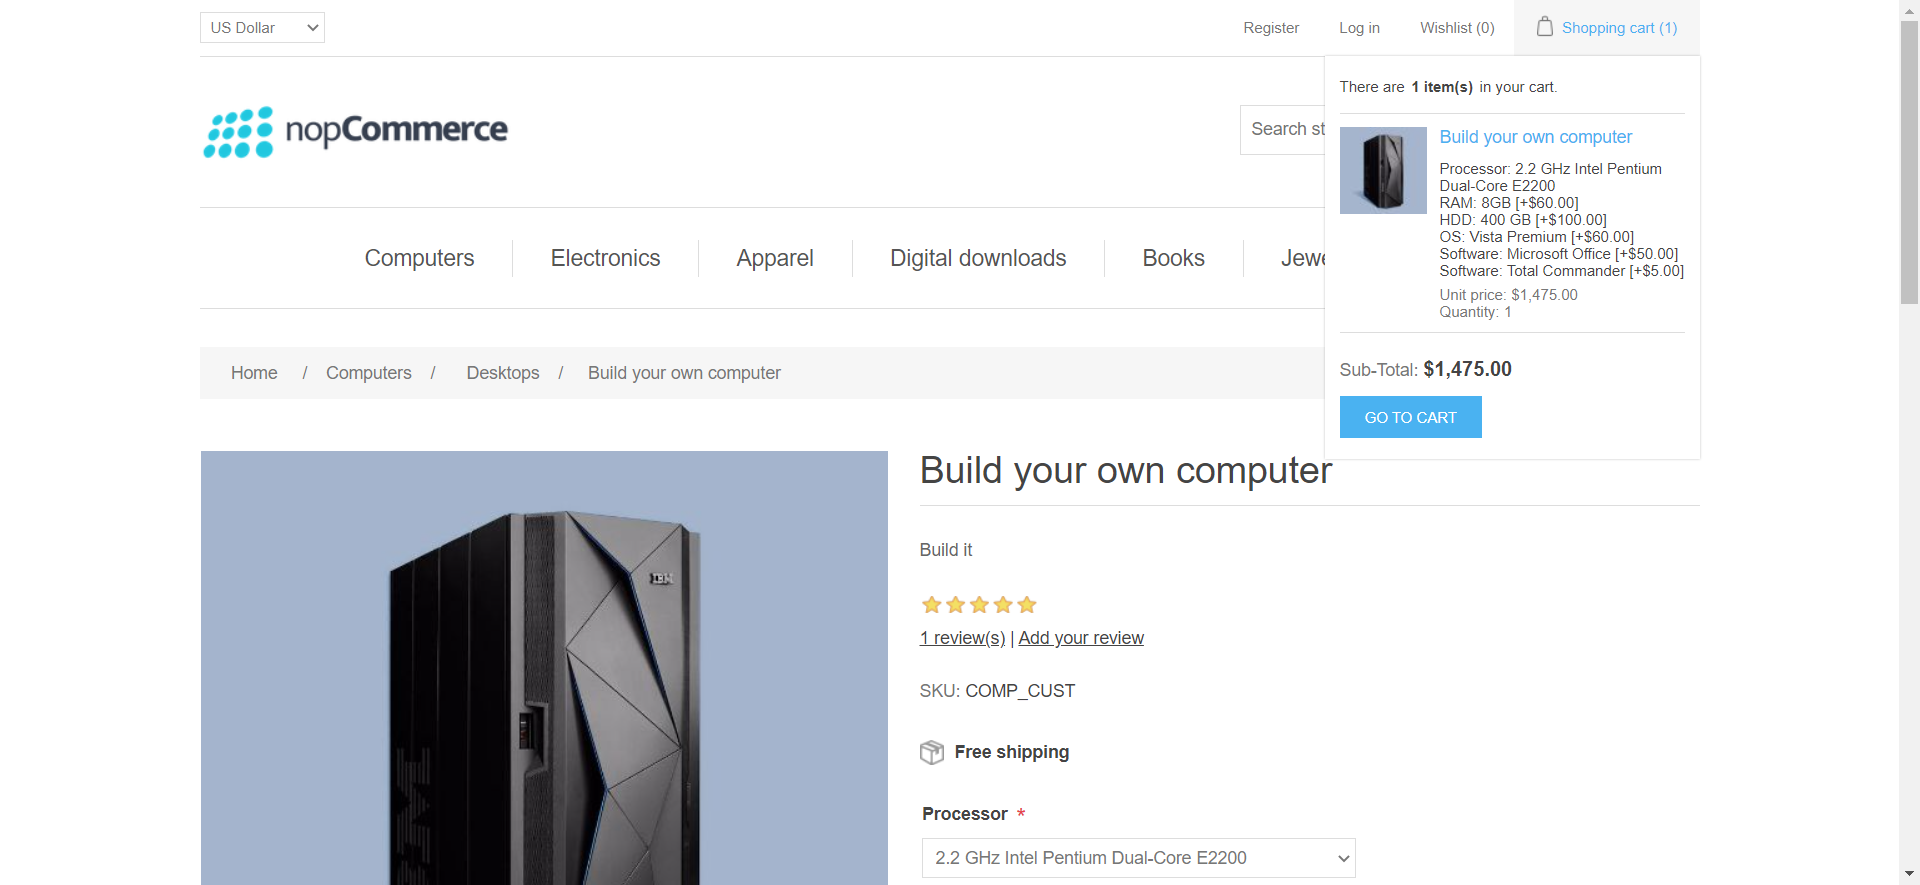 US Dollar
Register
Log in
Wishlist (0)
Shopping cart (1)
There are 1 item(s) in your cart.
Build your own computer
Processor: 2.2 GHz Intel Pentium
Dual-Core E2200
RAM: 8GB [+$60.00]
HDD: 400 GB [+$100.00]
OS: Vista Premium [+$60.00]
Software: Microsoft Office [+$50.00]
Software: Total Commander [+$5.00]
Unit price: $1,475.00
Quantity: 1
Sub-Total: $1,475.00
GO TO CART
nopCommerce
Search st
Computers
Electronics
Apparel
Digital downloads
Books
Jewe
Home / Computers / Desktops / Build your own computer
IBM
IBM
Build your own computer
Build it
1 review(s) | Add your review
SKU: COMP_CUST
Free shipping
Processor *
2.2 GHz Intel Pentium Dual-Core E2200